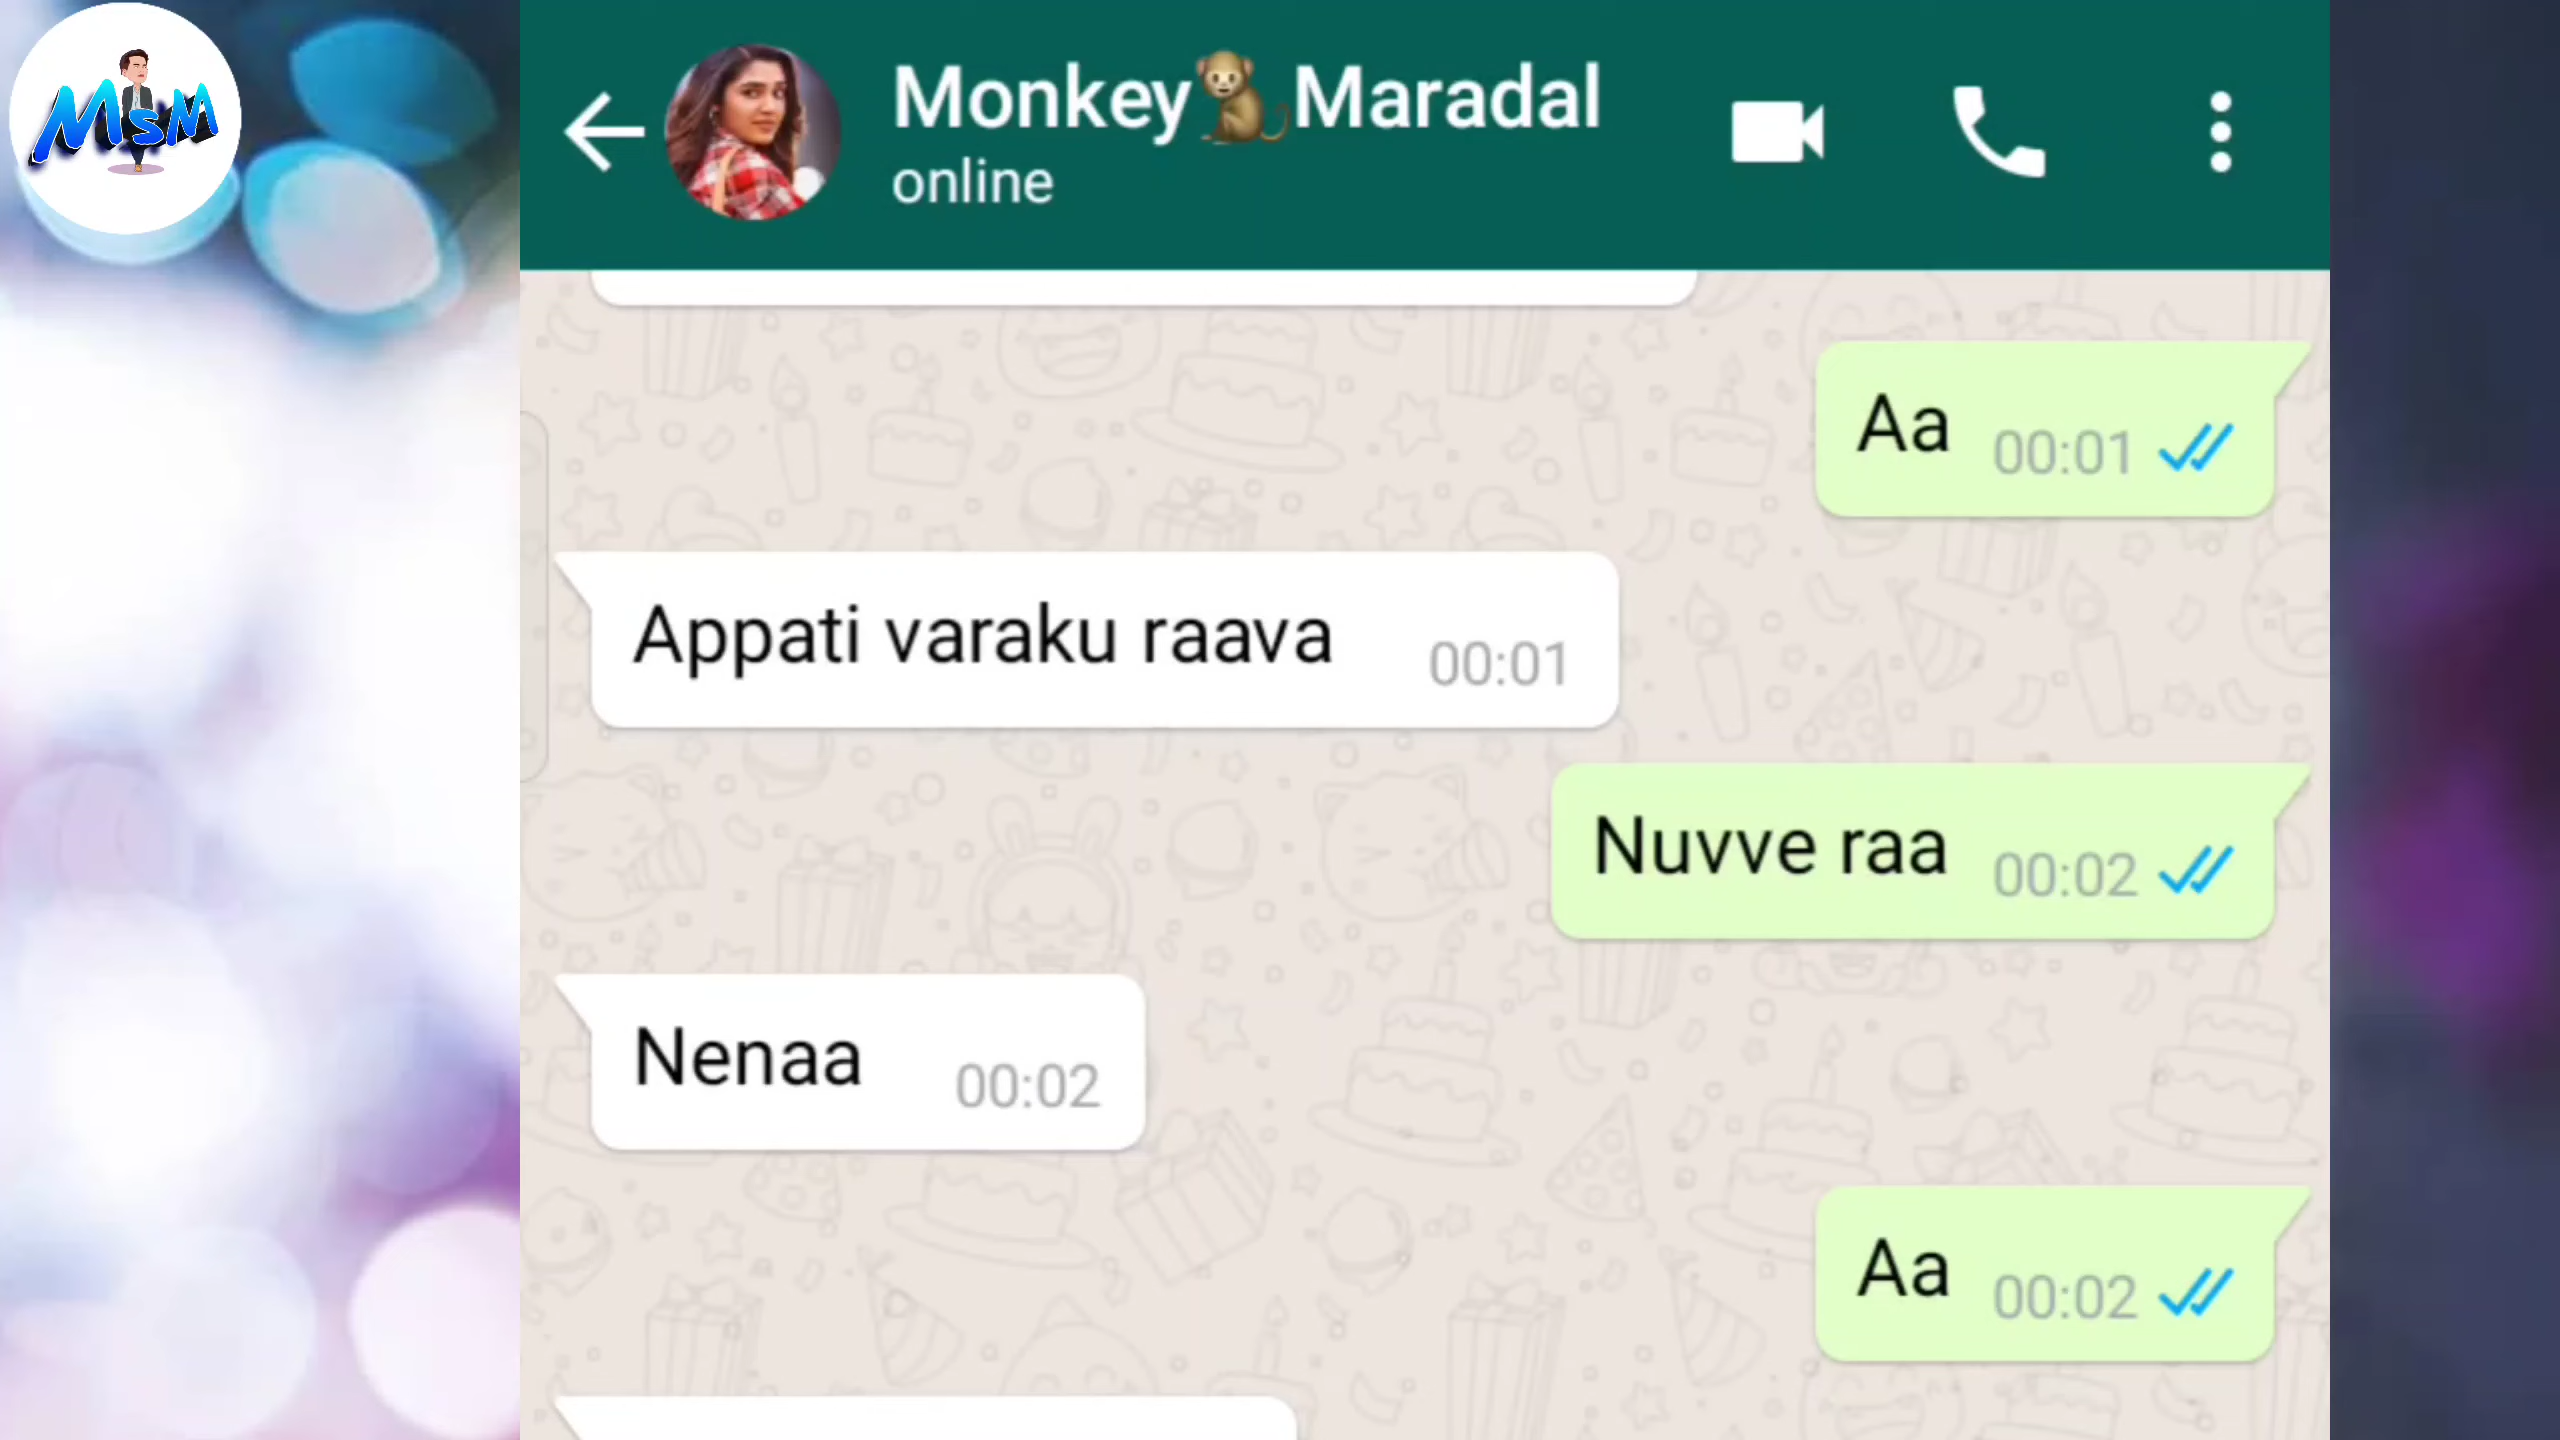 MsM
Monkey🐒Maradal
online
Aa 00:01
Appati varaku raava 00:01
Nuvve raa 00:02
Nenaa 00:02
Aa 00:02